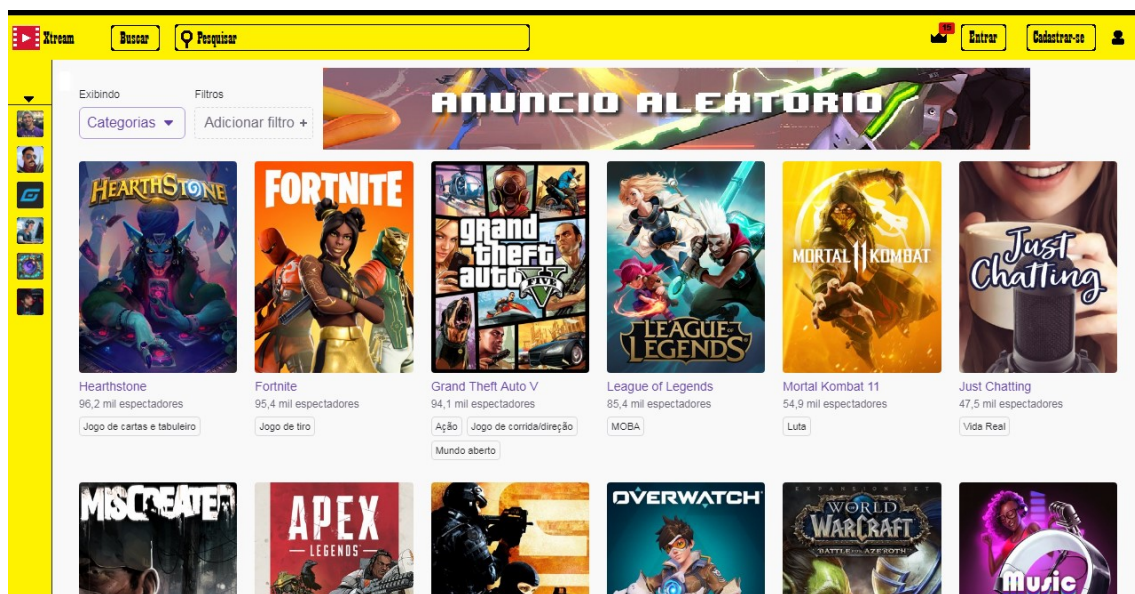 Xtream
Buscar
Pesquisar
15
Entrar
Cadastrar-se
Exibindo
Filtros
Categorias
Adicionar filtro +
ANUNCIO ALEATORIO
HEARTHSTONE
FORTNITE
grand
theft
auto
FIVE
LEAGUE OF
LEGENDS
MORTAL 11 KOMBAT
Just
Chatting
Hearthstone
96,2 mil espectadores
Jogo de cartas e tabuleiro
Fortnite
95,4 mil espectadores
Jogo de tiro
Grand Theft Auto V
94,1 mil espectadores
Ação
Jogo de corrida/direção
Mundo aberto
League of Legends
85,4 mil espectadores
MOBA
Mortal Kombat 11
54,9 mil espectadores
Luta
Just Chatting
47,5 mil espectadores
Vida Real
MISCREATED
APEX
LEGENDS
OVERWATCH
EXPANSION SET
WORLD
WARCRAFT
BATTLE FOR AZEROTH
Music